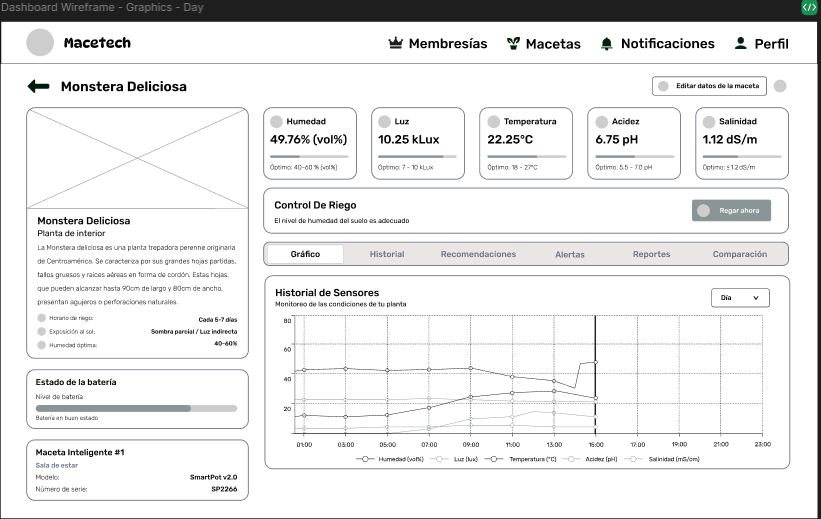 Dashboard Wireframe - Graphics - Day
</>
Macetech
Membresías
Macetas
Notificaciones
Perfil
Monstera Deliciosa
Editar datos de la maceta
Monstera Deliciosa
Planta de interior
La Monstera deliciosa es una planta trepadora perenne originaria
de Centroamérica. Se caracteriza por sus grandes hojas partidas,
tallos gruesos y raíces aéreas en forma de cordón. Estas hojas,
que pueden alcanzar hasta 90cm de largo y 80cm de ancho,
presentan agujeros o perforaciones naturales.
Horario de riego: Cada 5-7 días
Exposición al sol: Sombra parcial / Luz indirecta
Humedad óptima: 40-60%
Estado de la batería
Nivel de batería
Batería en buen estado
Maceta Inteligente #1
Sala de estar
Modelo: SmartPot v2.0
Número de serie: SP2266
Humedad
49.76% (vol%)
Óptimo: 40-60 % (vol%)
Luz
10.25 kLux
Óptimo: 7 - 10 kLux
Temperatura
22.25°C
Óptimo: 18 - 27°C
Acidez
6.75 pH
Óptimo: 5.5 - 7.0 pH
Salinidad
1.12 dS/m
Óptimo: ±1.2 dS/m
Control De Riego
El nivel de humedad del suelo es adecuado
Regar ahora
Gráfico
Historial
Recomendaciones
Alertas
Reportes
Comparación
Historial de Sensores
Monitoreo de las condiciones de tu planta
Día
80
60
40
20
01:00 03:00 05:00 07:00 09:00 11:00 13:00 15:00 17:00 19:00 21:00 23:00
Humedad (vol%) Luz (lux) Temperatura (°C) Acidez (pH) Salinidad (mS/cm)